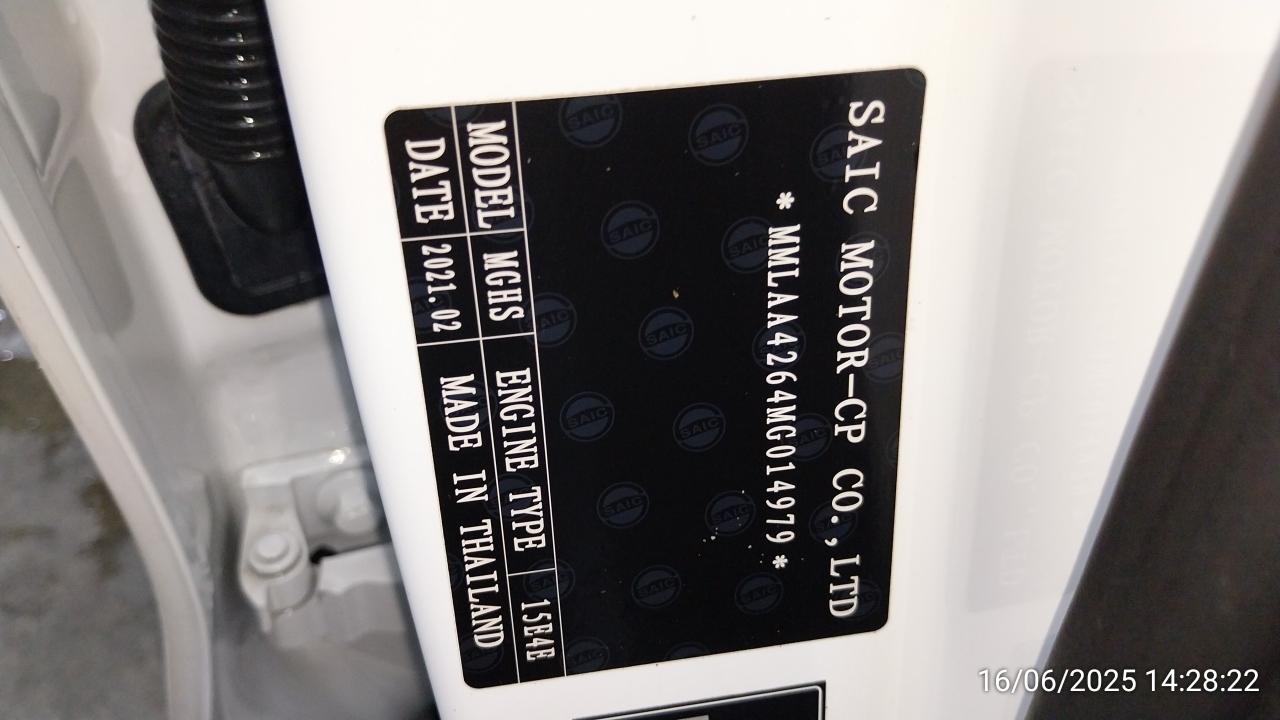 SAIC MOTOR-CP CO.,LTD
* MMLAA4264MG014979 *
MODEL MGHS ENGINE TYPE 15E4E
DATE 2021.02 MADE IN THAILAND
16/06/2025 14:28:22